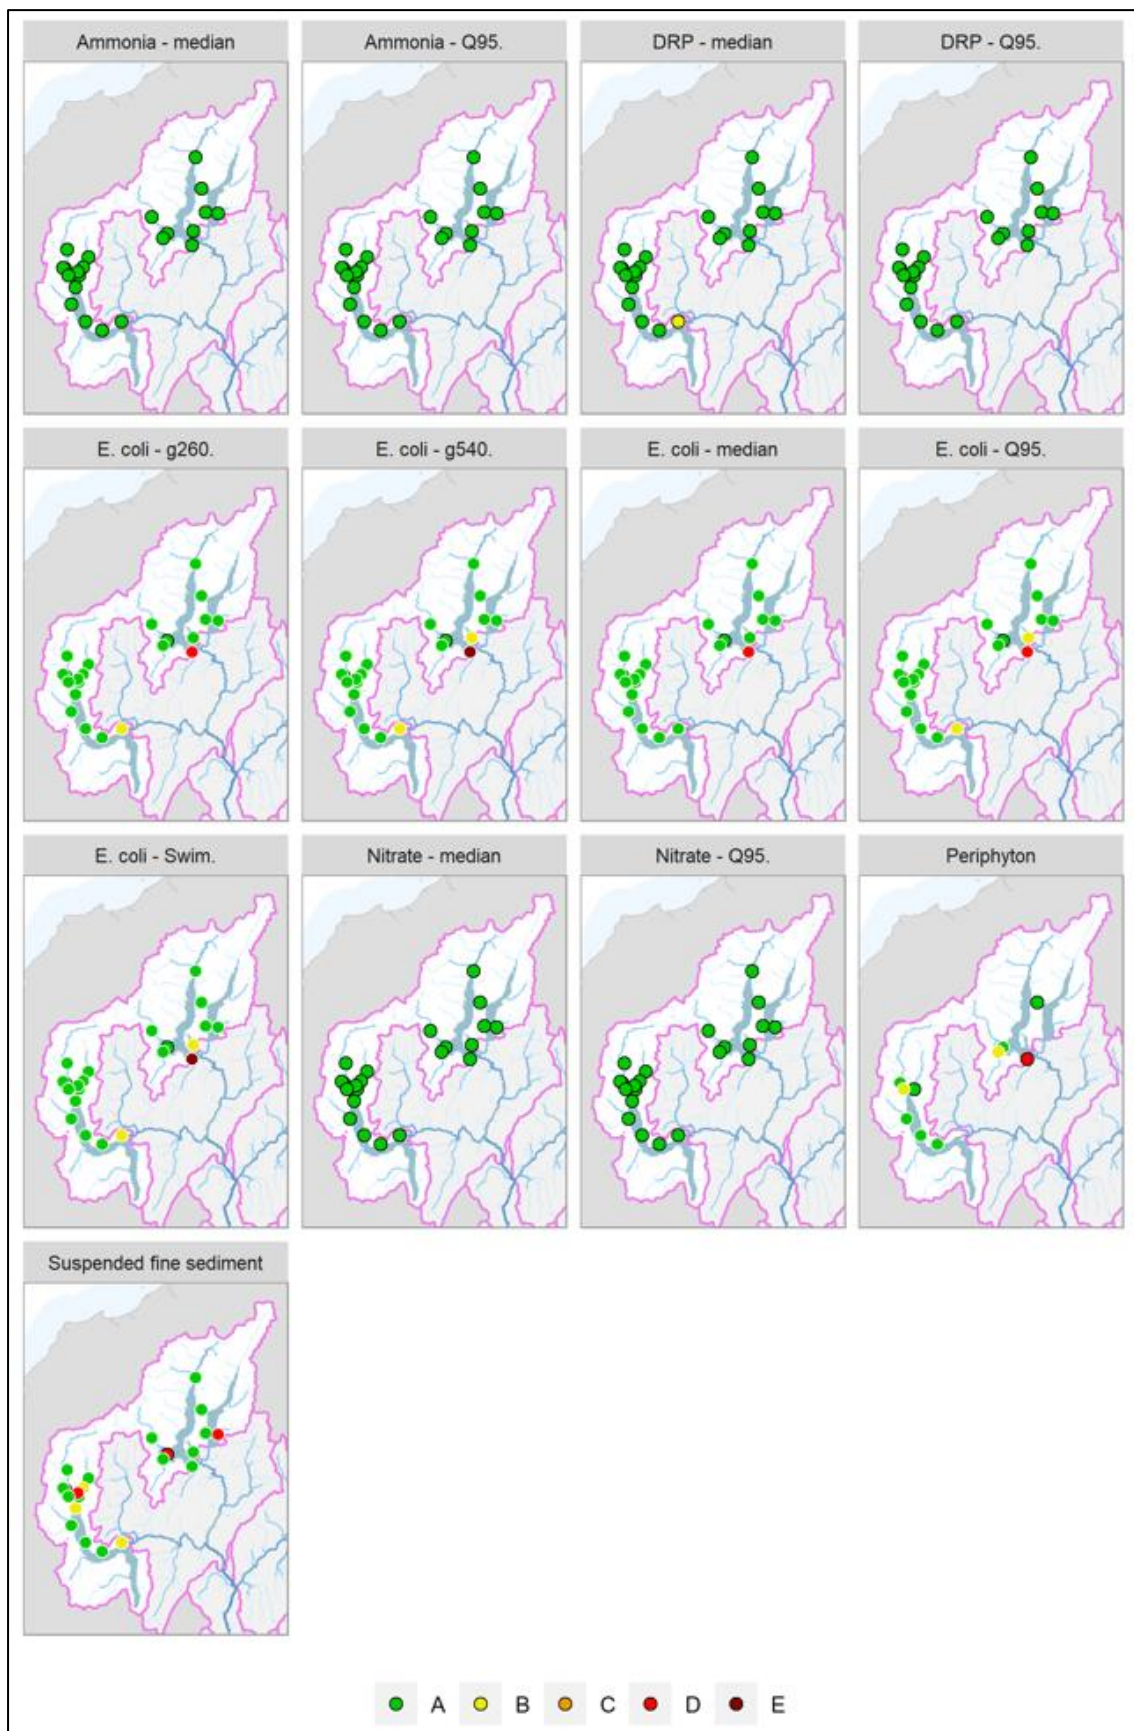 Ammonia - median
Ammonia - Q95.
DRP - median
DRP - Q95.
E. coli - g260.
E. coli - g540.
E. coli - median
E. coli - Q95.
E. coli - Swim.
Nitrate - median
Nitrate - Q95.
Periphyton
Suspended fine sediment
A B C D E